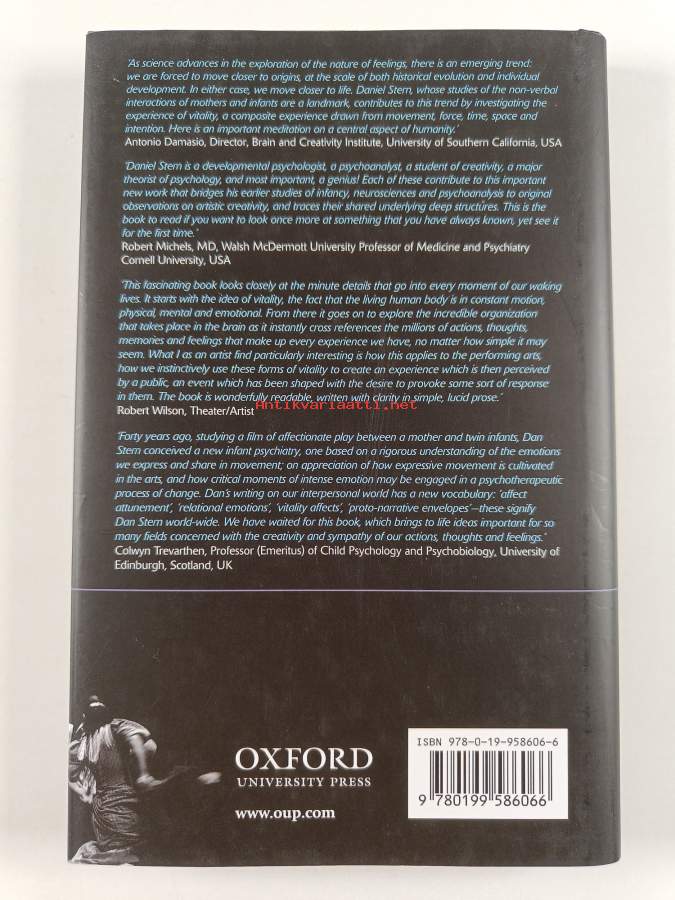 'As science advances in the exploration of the nature of feelings, there is an emerging trend:
we are forced to move closer to origins, at the scale of both historical evolution and individual
development. In either case, we move closer to life. Daniel Stern, whose studies of the non-verbal
interactions of mothers and infants are a landmark, contributes to this trend by investigating the
experience of vitality, a composite experience drawn from movement, force, time, space and
intention. Here is an important meditation on a central aspect of humanity.'
Antonio Damasio, Director, Brain and Creativity Institute, University of Southern California, USA
'Daniel Stern is a developmental psychologist, a psychoanalyst, a student of creativity, a major
theorist of psychology, and most important, a genius! Each of these contribute to this important
new work that bridges his earlier studies of infancy, neurosciences and psychoanalysis to original
observations on artistic creativity, and traces their shared underlying deep structures. This is the
book to read if you want to look once more at something that you have always known, yet see it
for the first time.'
Robert Michels, MD, Walsh McDermott University Professor of Medicine and Psychiatry
Cornell University, USA
'This fascinating book looks closely at the minute details that go into every moment of our waking
lives. It starts with the idea of vitality, the fact that the living human body is in constant motion,
physical, mental and emotional. From there it goes on to explore the incredible organization
that takes place in the brain as it instantly cross references the millions of actions, thoughts,
memories and feelings that make up every experience we have, no matter how simple it may
seem. What I as an artist find particularly interesting is how this applies to the performing arts,
how we instinctively use these forms of vitality to create an experience which is then perceived
by a public, an event which has been shaped with the desire to provoke some sort of response
in them. The book is wonderfully readable, written with clarity in simple, lucid prose.'
Robert Wilson, Theater/Artist
Antikvariaatti.net
'Forty years ago, studying a film of affectionate play between a mother and twin infants, Dan
Stern conceived a new infant psychiatry, one based on a rigorous understanding of the emotions
we express and share in movement; on appreciation of how expressive movement is cultivated
in the arts, and how critical moments of intense emotion may be engaged in a psychotherapeutic
process of change. Dan's writing on our interpersonal world has a new vocabulary: 'affect
attunement', 'relational emotions', 'vitality affects', 'proto-narrative envelopes'—these signify
Dan Stern world-wide. We have waited for this book, which brings to life ideas important for so
many fields concerned with the creativity and sympathy of our actions, thoughts and feelings.'
Colwyn Trevarthen, Professor (Emeritus) of Child Psychology and Psychobiology, University of
Edinburgh, Scotland, UK
OXFORD
UNIVERSITY PRESS
www.oup.com
ISBN 978-0-19-958606-6
9 780199 586066